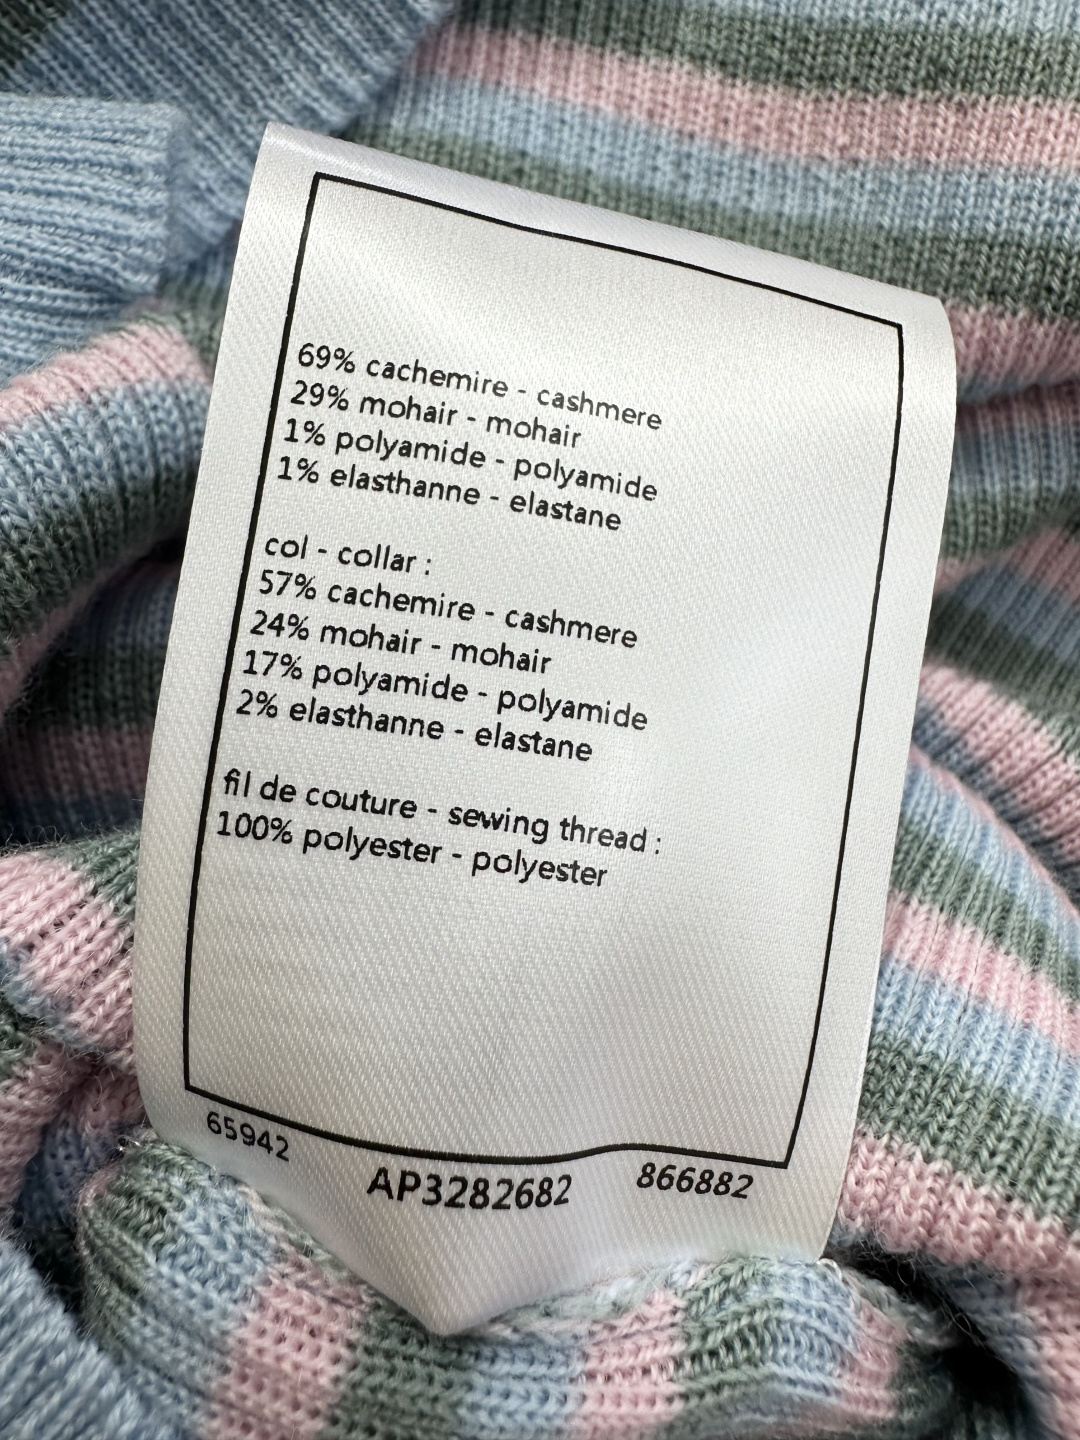 69% cachemire - cashmere
29% mohair - mohair
1% polyamide - polyamide
1% elasthanne - elastane
col - collar :
57% cachemire - cashmere
24% mohair - mohair
17% polyamide - polyamide
2% elasthanne - elastane
fil de couture - sewing thread :
100% polyester - polyester
65942
AP3282682
866882